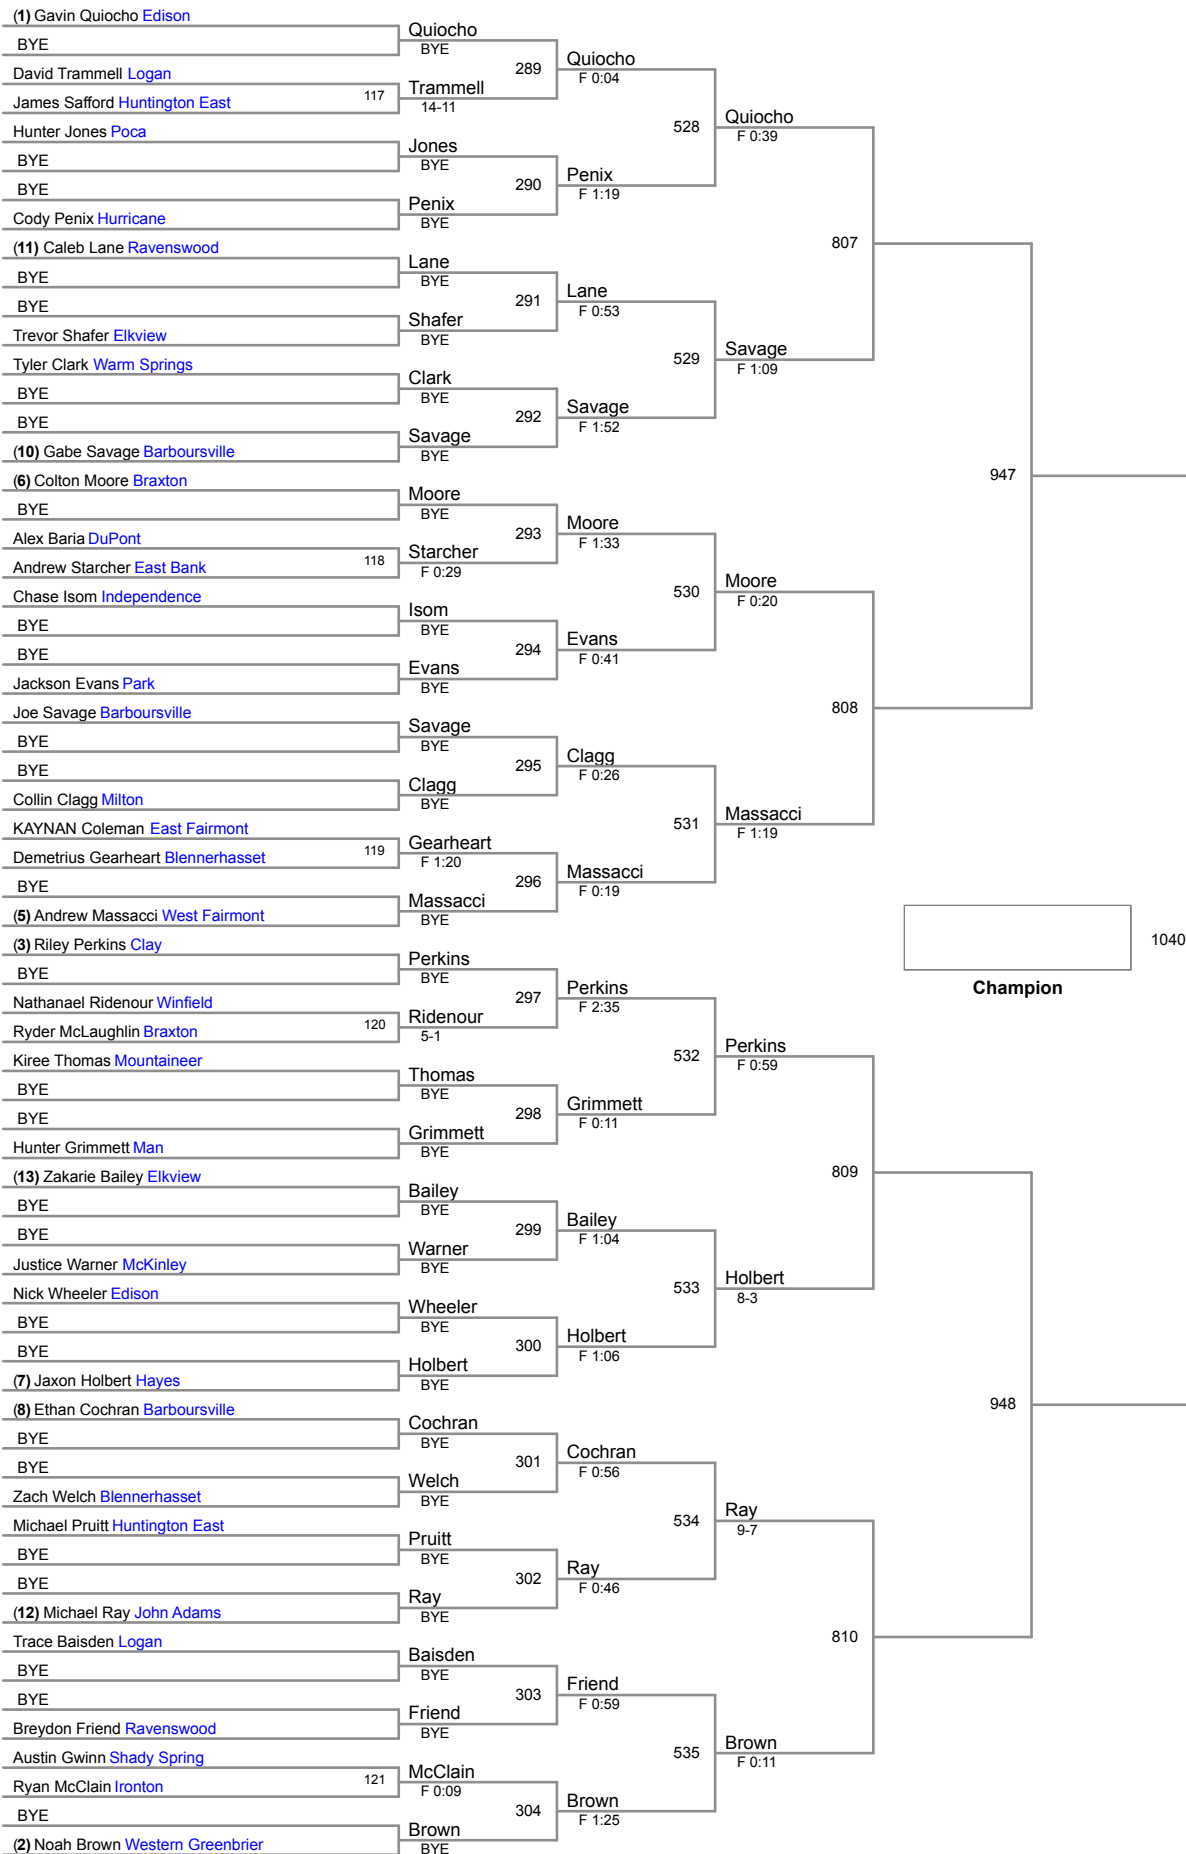 (1) Gavin Quiocho Edison
BYE
David Trammell Logan
James Safford Huntington East
Hunter Jones Poca
BYE
BYE
Cody Penix Hurricane
(11) Caleb Lane Ravenswood
BYE
BYE
Trevor Shafer Elkview
Tyler Clark Warm Springs
BYE
BYE
(10) Gabe Savage Barboursville
(6) Colton Moore Braxton
BYE
Alex Baria DuPont
Andrew Starcher East Bank
Chase Isom Independence
BYE
BYE
Jackson Evans Park
Joe Savage Barboursville
BYE
BYE
Collin Clagg Milton
KAYNAN Coleman East Fairmont
Demetrius Gearheart Blennerhasset
BYE
(5) Andrew Massacci West Fairmont
(3) Riley Perkins Clay
BYE
Nathanael Ridenour Winfield
Ryder McLaughlin Braxton
Kiree Thomas Mountaineer
BYE
BYE
Hunter Grimmett Man
(13) Zakarie Bailey Elkview
BYE
BYE
Justice Warner McKinley
Nick Wheeler Edison
BYE
BYE
(7) Jaxon Holbert Hayes
(8) Ethan Cochran Barboursville
BYE
BYE
Zach Welch Blennerhasset
Michael Pruitt Huntington East
BYE
BYE
(12) Michael Ray John Adams
Trace Baisden Logan
BYE
BYE
Breydon Friend Ravenswood
Austin Gwinn Shady Spring
Ryan McClain Ironton
BYE
(2) Noah Brown Western Greenbrier
117
118
119
120
121
Quiocho
BYE
Trammell
14-11
Jones
BYE
Penix
BYE
Lane
BYE
Shafer
BYE
Clark
BYE
Savage
BYE
Moore
BYE
Starcher
F 0:29
Isom
BYE
Evans
BYE
Savage
BYE
Clagg
BYE
Gearheart
F 1:20
Massacci
BYE
Perkins
BYE
Ridenour
5-1
Thomas
BYE
Grimmett
BYE
Bailey
BYE
Warner
BYE
Wheeler
BYE
Holbert
BYE
Cochran
BYE
Welch
BYE
Pruitt
BYE
Ray
BYE
Baisden
BYE
Friend
BYE
McClain
F 0:09
Brown
BYE
289
290
291
292
293
294
295
296
297
298
299
300
301
302
303
304
Quiocho
F 0:04
Penix
F 1:19
Lane
F 0:53
Savage
F 1:52
Moore
F 1:33
Evans
F 0:41
Clagg
F 0:26
Massacci
F 0:19
Perkins
F 2:35
Grimmett
F 0:11
Bailey
F 1:04
Holbert
F 1:06
Cochran
F 0:56
Ray
F 0:46
Friend
F 0:59
Brown
F 1:25
528
529
530
531
532
533
534
535
Quiocho
F 0:39
Savage
F 1:09
Moore
F 0:20
Massacci
F 1:19
Perkins
F 0:59
Holbert
8-3
Ray
9-7
Brown
F 0:11
807
808
809
810
947
948
1040
Champion